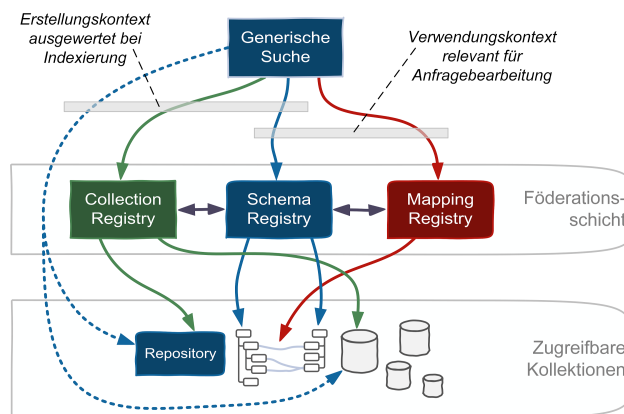 Erstellungskontext
ausgewertet bei
Indexierung
Generische
Suche
Verwendungskontext
relevant für
Anfragebearbeitung
Collection
Registry
Schema
Registry
Mapping
Registry
Föderations-
schicht
Repository
Zugreifbare
Kollektionen